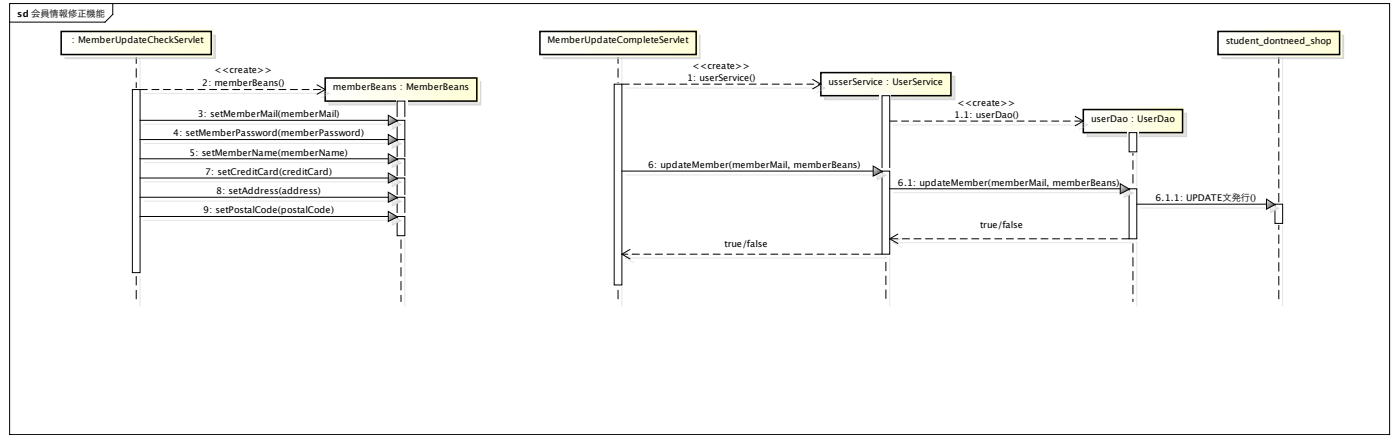 sd 会員情報修正機能
: MemberUpdateCheckServlet
MemberUpdateCompleteServlet
student_dontneed_shop
<<create>>
2: memberBeans()
memberBeans : MemberBeans
<<create>>
1: userService()
usserService : UserService
<<create>>
1.1: userDao()
userDao : UserDao
3: setMemberMail(memberMail)
4: setMemberPassword(memberPassword)
5: setMemberName(memberName)
7: setCreditCard(creditCard)
8: setAddress(address)
9: setPostalCode(postalCode)
6: updateMember(memberMail, memberBeans)
6.1: updateMember(memberMail, memberBeans)
6.1.1: UPDATE文発行()
true/false
true/false